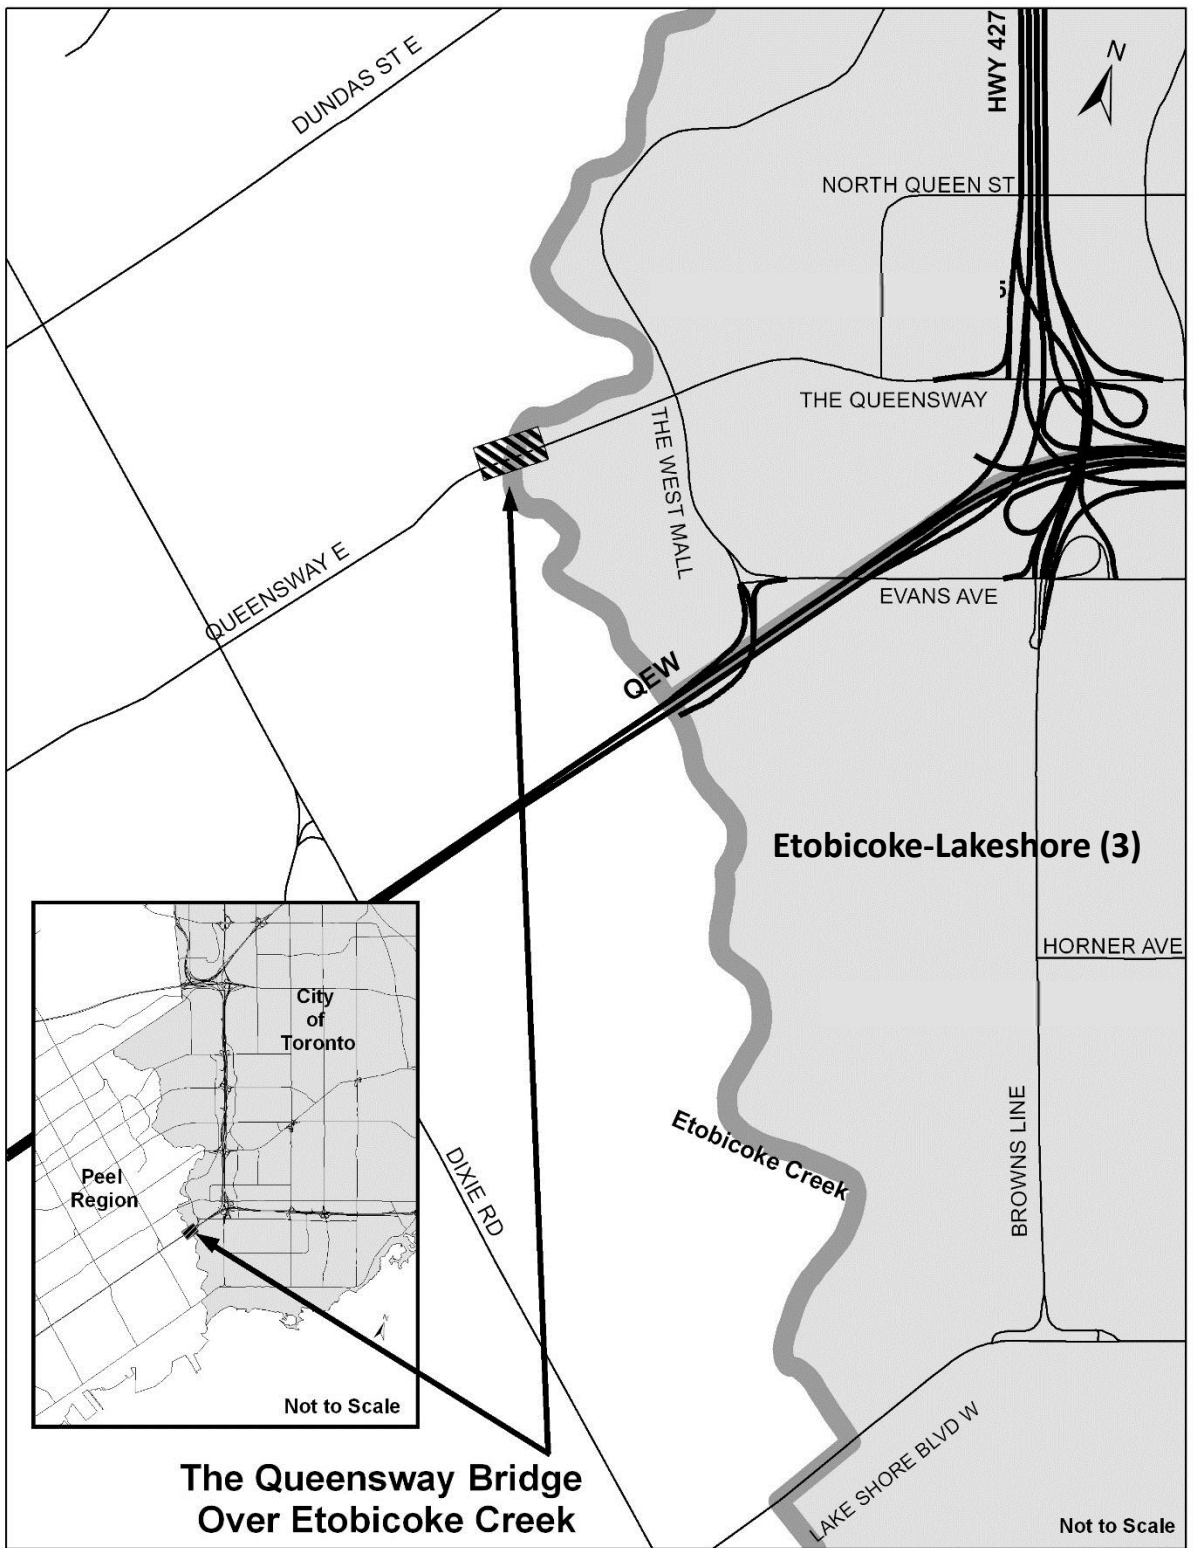 DUNDAS ST E
HWY 427
N
NORTH QUEEN ST
5
THE QUEENSWAY
THE WEST MALL
QUEENSWAY E
EVANS AVE
QEW
Etobicoke-Lakeshore (3)
HORNER AVE
City
of
Toronto
Etobicoke Creek
BROWNS LINE
Peel
Region
DIXIE RD
N
Not to Scale
LAKE SHORE BLVD W
The Queensway Bridge
Over Etobicoke Creek
Not to Scale